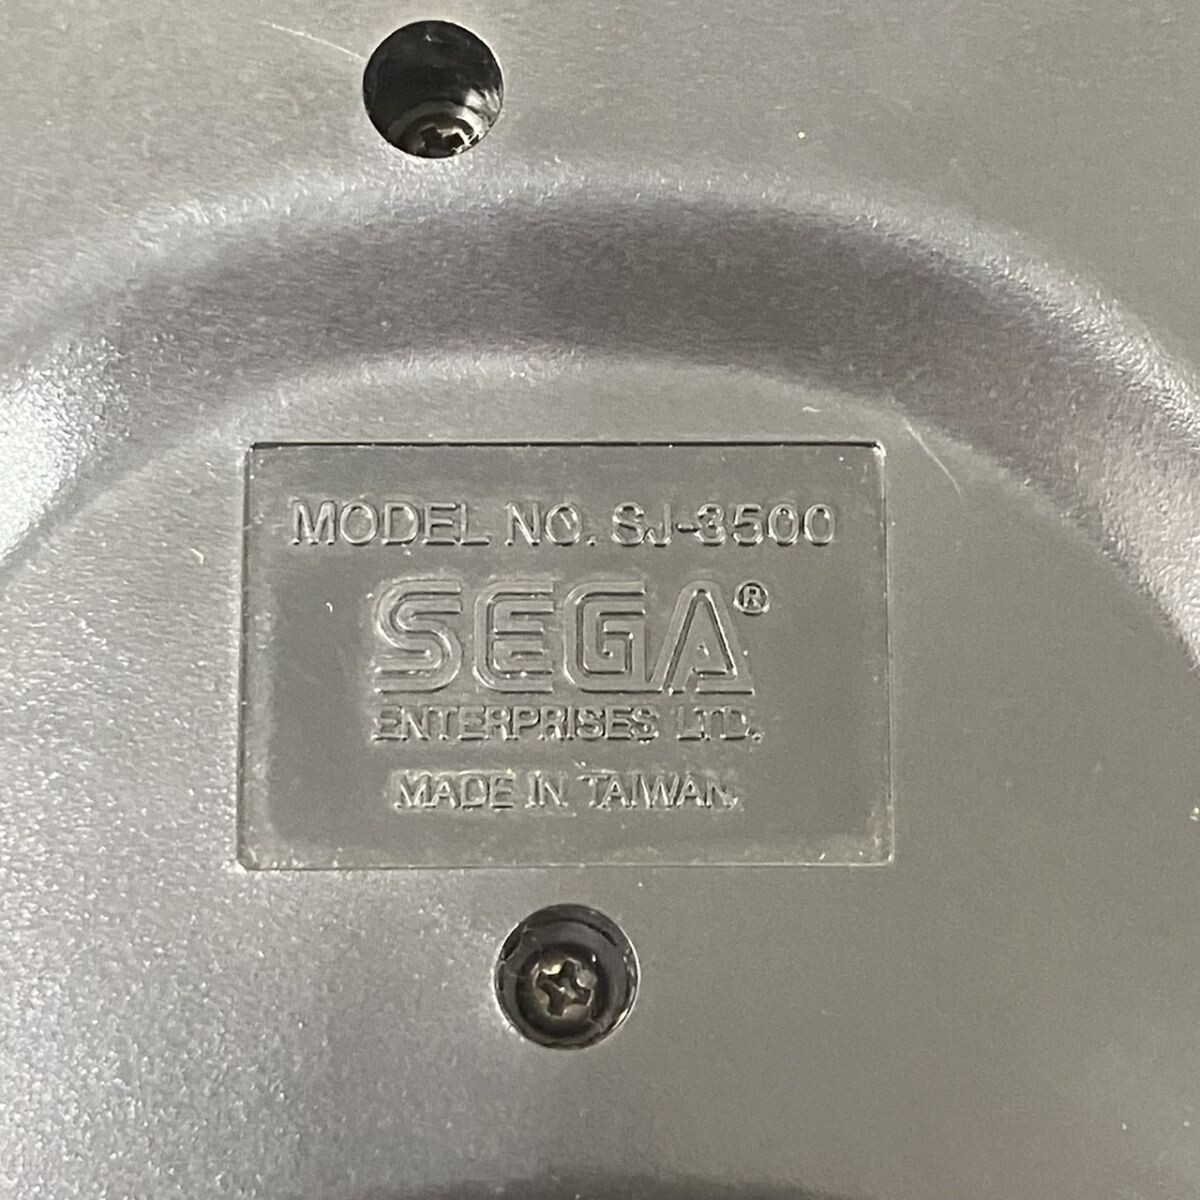 MODEL NO. SJ-3500
SEGA®
ENTERPRISES LTD.
MADE IN TAIWAN.